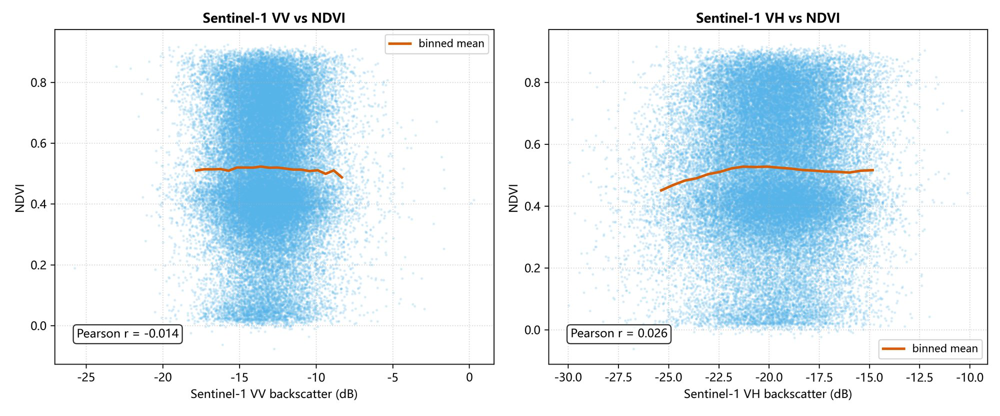 Sentinel-1 VV vs NDVI
binned mean
NDVI
0.8
0.6
0.4
0.2
0.0
Pearson r = -0.014
-25
-20
-15
-10
-5
0
Sentinel-1 VV backscatter (dB)
Sentinel-1 VH vs NDVI
NDVI
0.8
0.6
0.4
0.2
0.0
Pearson r = 0.026
binned mean
-30.0
-27.5
-25.0
-22.5
-20.0
-17.5
-15.0
-12.5
-10.0
Sentinel-1 VH backscatter (dB)